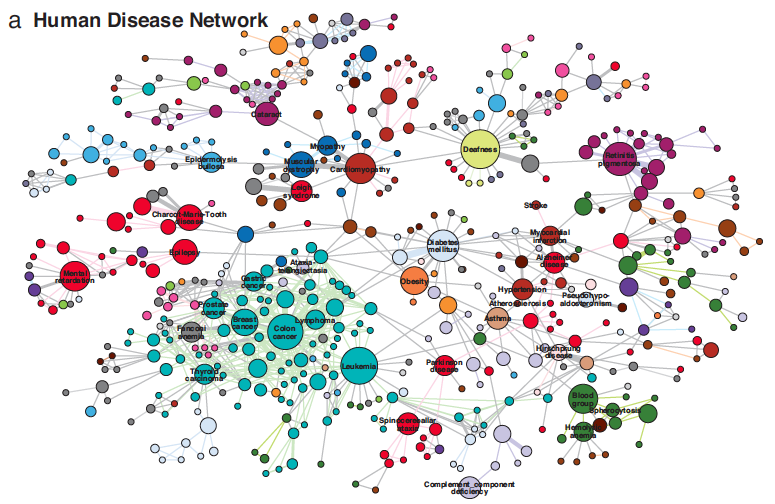 a Human Disease Network
Cataract
Myopathy
Deafness
Epidermolysis
bullosa
Muscular
dystrophy
Cardiomyopathy
Retinitis
pigmentosa
Leigh
syndrome
Charcot-Marie-Tooth
disease
Stroke
Myocardial
infarction
Epilepsy
Diabetes
mellitus
Alzheimer
disease
Ataxia-
telangiectasia
Mental
retardation
Gastric
cancer
Obesity
Hypertension
Pseudohypo-
aldosteronism
Atherosclerosis
Prostate
cancer
Breast
cancer
Lymphoma
Asthma
Colon
cancer
Fanconi
anemia
Hirschprung
disease
Leukemia
Parkinson
disease
Thyroid
carcinoma
Blood
group
Spherocytosis
Spinocerebellar
ataxia
Hemolytic
anemia
Complement_component
deficiency